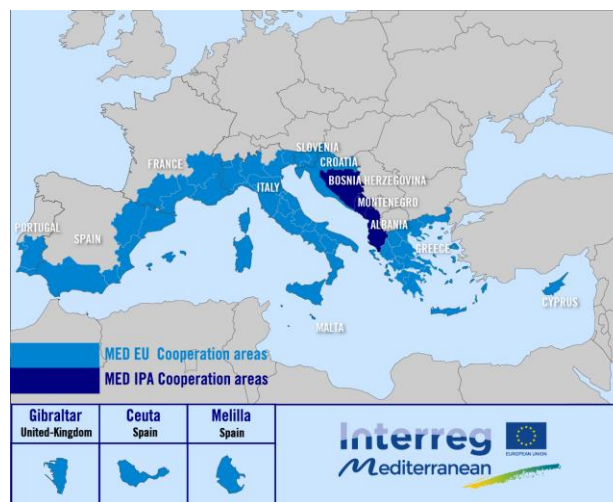 SLOVENIA
CROATIA
FRANCE
BOSNIA HERZEGOVINA
ITALY
MONTENEGRO
PORTUGAL
ALBANIA
SPAIN
GREECE
CYPRUS
MALTA
MED EU Cooperation areas
MED IPA Cooperation areas
Gibraltar
United-Kingdom
Ceuta
Spain
Melilla
Spain
Interreg
EUROPEAN UNION
Mediterranean